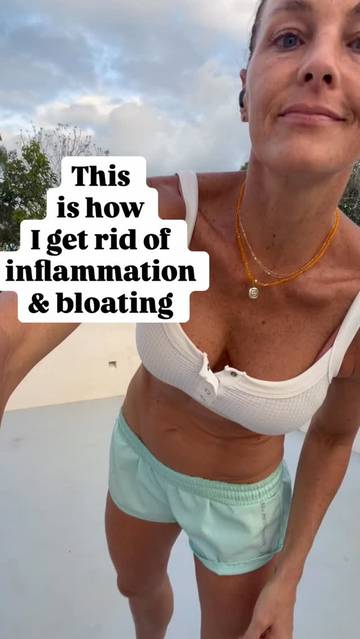 This
is how
I get rid of
inflammation
& bloating